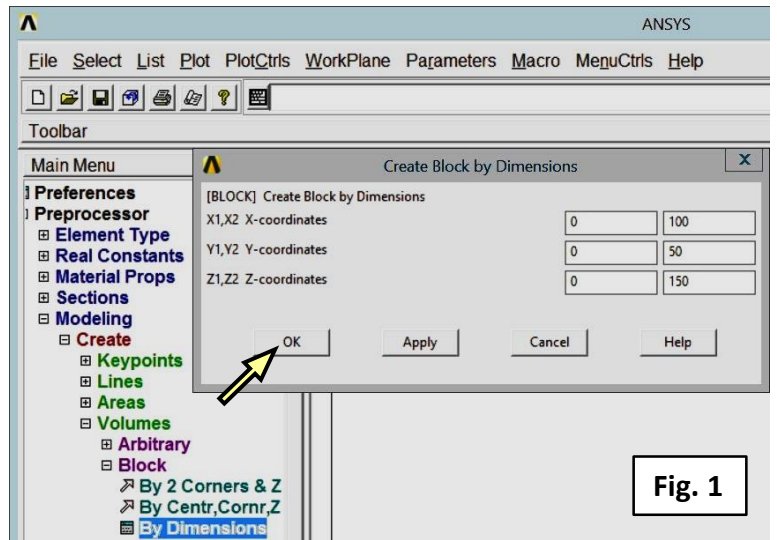 ANSYS
File Select List Plot PlotCtrls WorkPlane Parameters Macro MenuCtrls Help
Toolbar
Main Menu
Preferences
Preprocessor
Element Type
Real Constants
Material Props
Sections
Modeling
Create
Keypoints
Lines
Areas
Volumes
Arbitrary
Block
By 2 Corners & Z
By Centr,Cornr,Z
By Dimensions
Create Block by Dimensions
X
[BLOCK] Create Block by Dimensions
X1,X2 X-coordinates 0 100
Y1,Y2 Y-coordinates 0 50
Z1,Z2 Z-coordinates 0 150
OK Apply Cancel Help
Fig. 1